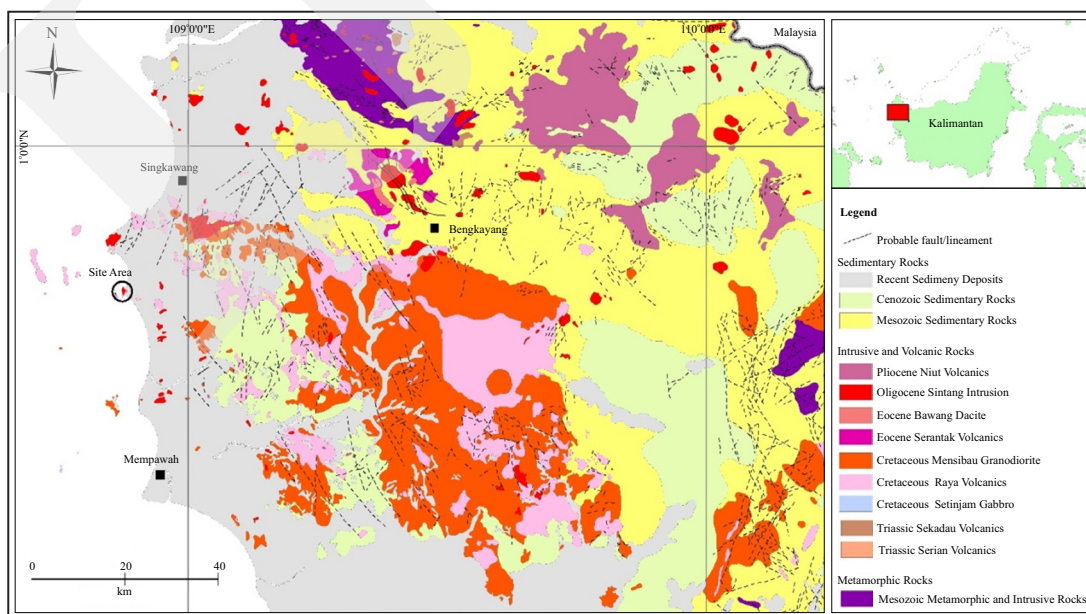 109°0'0"E
110°0'0"E
Malaysia
N
1°0'0"N
Singkawang
Bengkayang
Site Area
Mempawah
0 20 40
km
Kalimantan
Legend
Probable fault/lineament
Sedimentary Rocks
Recent Sedimeny Deposits
Cenozoic Sedimentary Rocks
Mesozoic Sedimentary Rocks
Intrusive and Volcanic Rocks
Pliocene Niut Volcanics
Oligocene Sintang Intrusion
Eocene Bawang Dacite
Eocene Serantak Volcanics
Cretaceous Mensibau Granodiorite
Cretaceous Raya Volcanics
Cretaceous Setinjam Gabbro
Triassic Sekadau Volcanics
Triassic Serian Volcanics
Metamorphic Rocks
Mesozoic Metamorphic and Intrusive Rocks